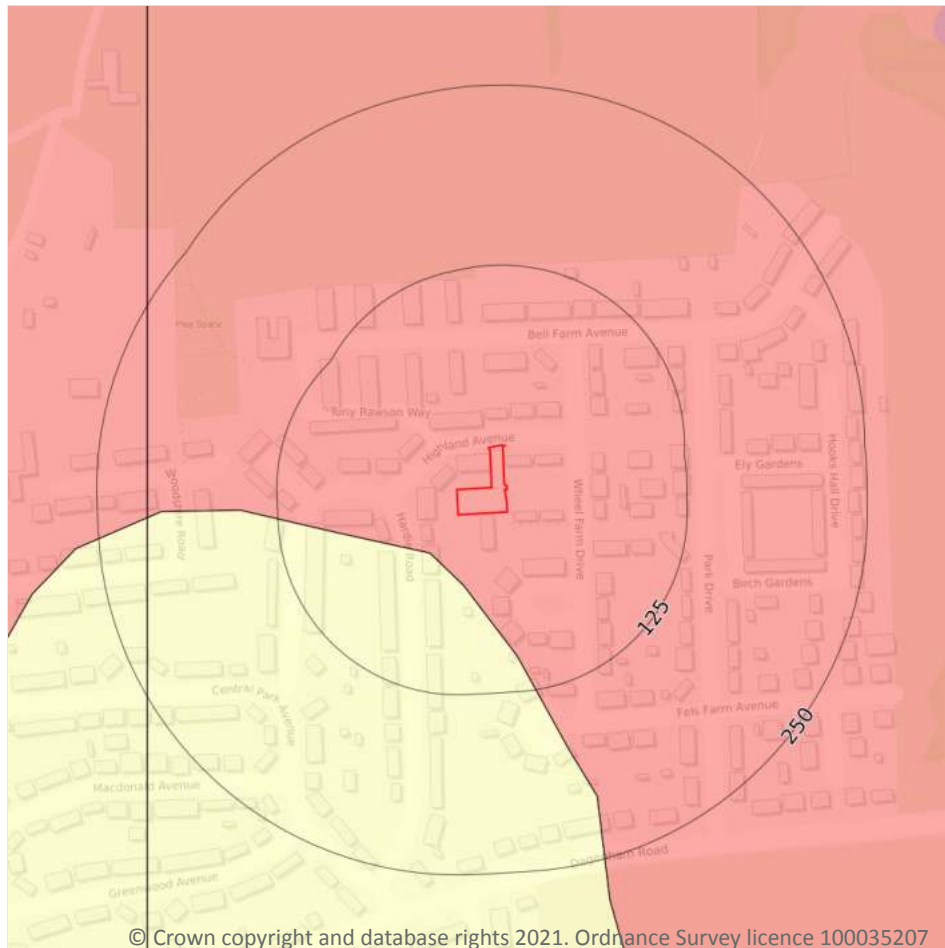 Play Space
Bell Farm Avenue
Tony Rawson Way
Highland Avenue
Ely Gardens
Hooks Hall Drive
Woodshire Road
Harding Road
Wheel Farm Drive
Park Drive
Birch Gardens
125
Central Park Avenue
Fels Farm Avenue
250
Macdonald Avenue
Dagenham Road
Greenwood Avenue
© Crown copyright and database rights 2021. Ordnance Survey licence 100035207